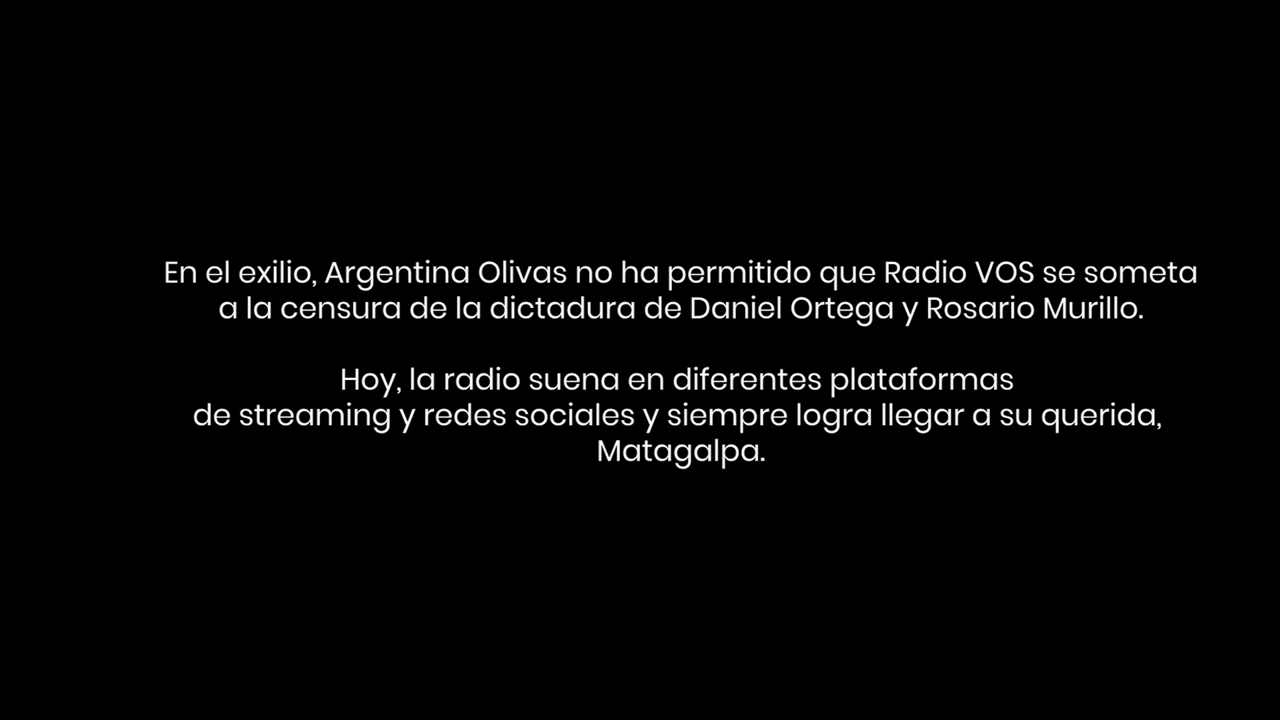 En el exilio, Argentina Olivas no ha permitido que Radio VOS se someta
a la censura de la dictadura de Daniel Ortega y Rosario Murillo.
Hoy, la radio suena en diferentes plataformas
de streaming y redes sociales y siempre logra llegar a su querida,
Matagalpa.